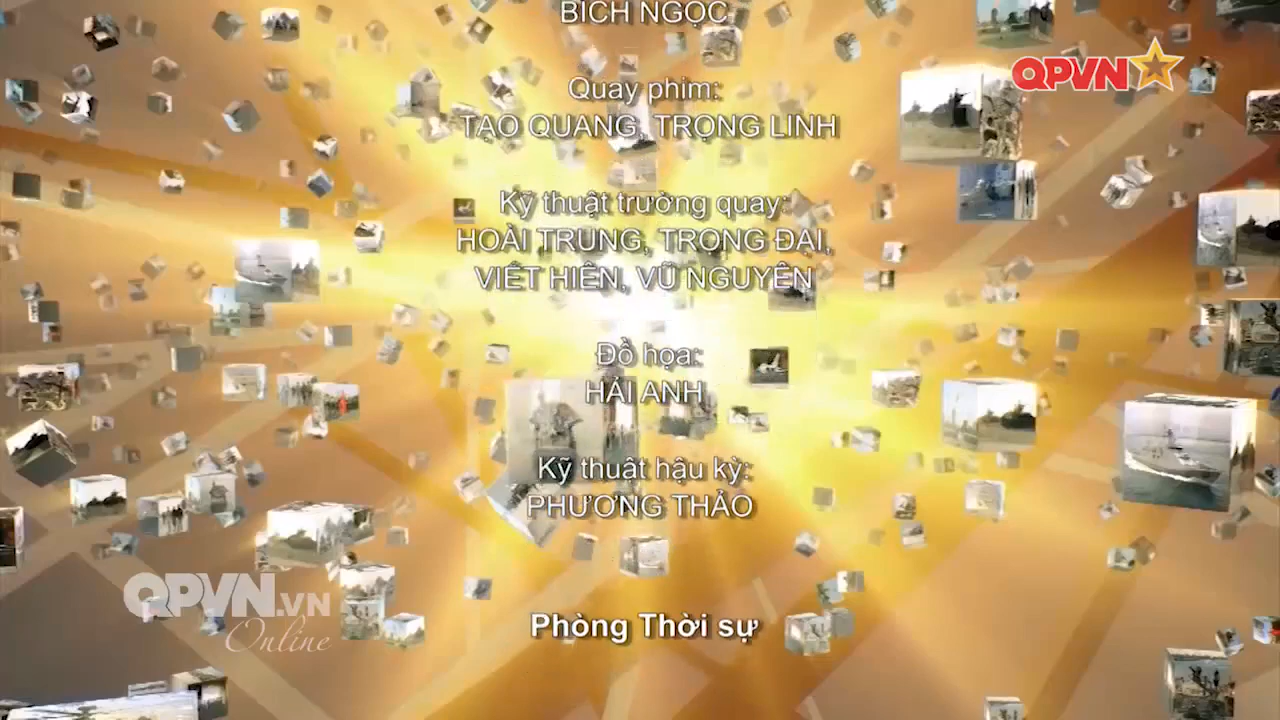 BÍCH NGỌC
QPVN
Quay phim:
TẠO QUANG, TRỌNG LINH
Kỹ thuật trường quay:
HOÀI TRUNG, TRỌNG ĐẠI,
VIẾT HIÊN, VŨ NGUYÊN
Đồ họa:
HẢI ANH
Kỹ thuật hậu kỳ:
PHƯƠNG THẢO
QPVN.VN
Online
Phòng Thời sự